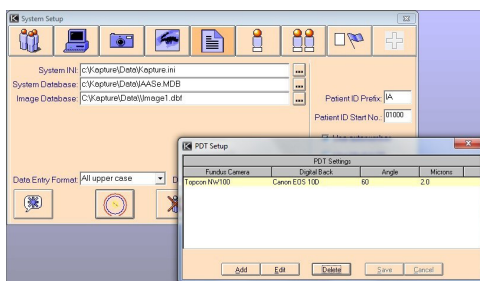 System Setup
System INI: c:\Kapture\Data\Kapture.ini
System Database: C:\Kapture\Data\IAASe.MDB
Image Database: C:\Kapture\Data\\Image1.dbf
Patient ID Prefix: IA
Patient ID Start No.: 01000
PDT Setup
PDT Settings
Fundus Camera Digital Back Angle Microns
Topcon NW100 Canon EOS 10D 60 2.0
Data Entry Format: All upper case
Add Edit Delete Save Cancel